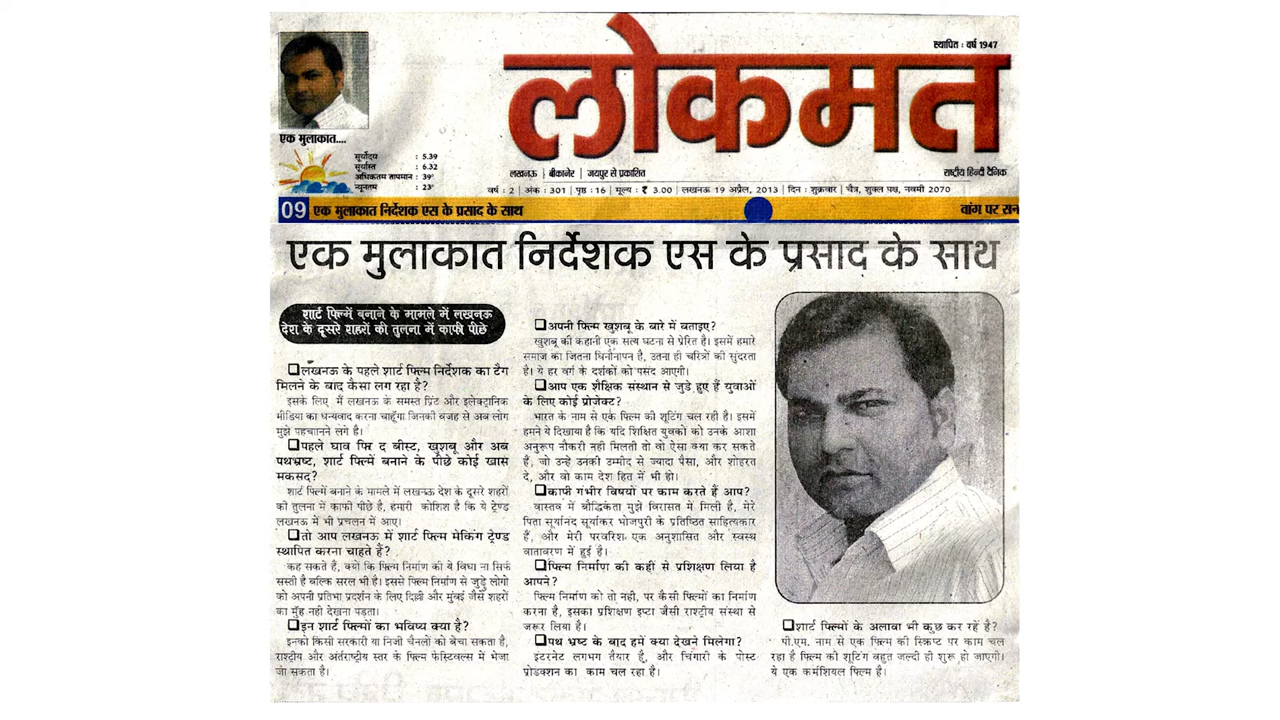 स्थापित : वर्ष 1947
लोकमत
एक मुलाकात....
सूर्योदय : 5.39
सूर्यास्त : 6.32
अधिकतम तापमान : 39°
न्यूनतम : 23°
लखनऊ | बीकानेर | जयपुर से प्रकाशित
राष्ट्रीय हिन्दी दैनिक
वर्ष : 2 | अंक : 301 | पृष्ठ : 16 | मूल्य : ₹ 3.00 | लखनऊ 19 अप्रैल, 2013 | दिन : शुक्रवार | चैत्र, शुक्ल पछ, नवमी 2070
09 एक मुलाकात निर्देशक एस के प्रसाद के साथ
वांग पर सन
एक मुलाकात निर्देशक एस के प्रसाद के साथ
शार्ट फिल्में बनाने के मामले में लखनऊ
देश के दूसरे शहरों की तुलना में काफी पीछे
❑लखनऊ के पहले शार्ट फिल्म निर्देशक का टैग
मिलने के बाद कैसा लग रहा है?
इसके लिए मैं लखनऊ के समस्त प्रिंट और इलेक्ट्रानिक
मीडिया का धन्यवाद करना चाहूँगा जिनकी वजह से अब लोग
मुझे पहचाानने लगे है।
❑पहले घाव फिर द बीस्ट, खुशबू और अब
पथभ्रष्ट, शार्ट फिल्में बनाने के पीछे कोई खास
मकसद?
शार्ट फिल्में बनाने के मामले में लखनऊ देश के दूसरे शहरों
की तुलना में काफी पीछे है, हमारी कोशिश है कि ये ट्रेण्ड
लखनऊ में भी प्रचलन में आए।
❑तो आप लखनऊ में शार्ट फिल्म मेकिंग ट्रेण्ड
स्थापित करना चाहते हैं?
कह सकते है, क्यो कि फिल्म निर्माण की ये विधा ना सिर्फ
सस्ती है बल्कि सरल भी है। इससे फिल्म निर्माण से जुड़े लोगो
को अपनी प्रतिभा प्रदर्शन के लिए दिल्ली और मुंबई जैसे शहरों
का मुँह नही देखना पड़ता।
❑इन शार्ट फिल्मों का भविष्य क्या है?
इनको किसी सरकारी या निजी चैनलों को बेचा सकता है,
राष्ट्रीय और अंर्तराष्ट्रीय स्तर के फिल्म फेस्टिवल्स में भेजा
जा सकता है।
❑अपनी फिल्म खुशबू के बारे में बताइए?
खुशबू की कहानी एक सत्य घटना से प्रेरित है। इसमें हमारे
समाज का जितना घिनौनापन है, उतना ही चरित्रों की सुंदरता
है। ये हर वर्ग के दर्शकों को पसंद आएगी।
❑आप एक शैक्षिक संस्थान से जुड़े हुए हैं युवाओं
के लिए कोई प्रोजेक्ट?
भारत के नाम से एक फिल्म की शूटिंग चल रही है। इसमें
हमने ये दिखाया है कि यदि शिक्षित युवकों को उनके आशा
अनुरूप नौकरी नही मिलती तो वो ऐसा क्या कर सकते
हैं, जो उन्हे उनकी उम्मीद से ज्यादा पैसा, और शोहरत
दे, और वो काम देश हित में भी हो।
❑काफी गंभीर विषयों पर काम करते हैं आप?
वास्तव में बौद्धिकता मुझे विरासत में मिली है, मेरे
पिता सूर्यानंद सूर्याकर भोजपुरी के प्रतिष्ठित साहित्यकार
हैं, और मेरी परवरिश एक अनुशासित और स्वस्थ
वातावरण में हुई है।
❑फिल्म निर्माण की कहीं से प्रशिक्षण लिया है
आपने?
फिल्म निर्माण को तो नही, पर कैसी फिल्मों का निर्माण
करना है, इसका प्रशिक्षण इप्टा जैसी राष्ट्रीय संस्था से
जरूर लिया है।
❑पथ भ्रष्ट के बाद हमें क्या देखने मिलेगा?
इंटरनेट लगभग तैयार है, और चिंगारी के पोस्ट
प्रोडक्शन का काम चल रहा है।
❑शार्ट फिल्मों के अलावा भी कुछ कर रहें है?
पी.एम. नाम से एक फिल्म की स्क्रिप्ट पर काम चल
रहा है फिल्म की शूटिंग बहुत जल्दी ही शुरू हो जाएगी।
ये एक कर्मशियल फिल्म है।